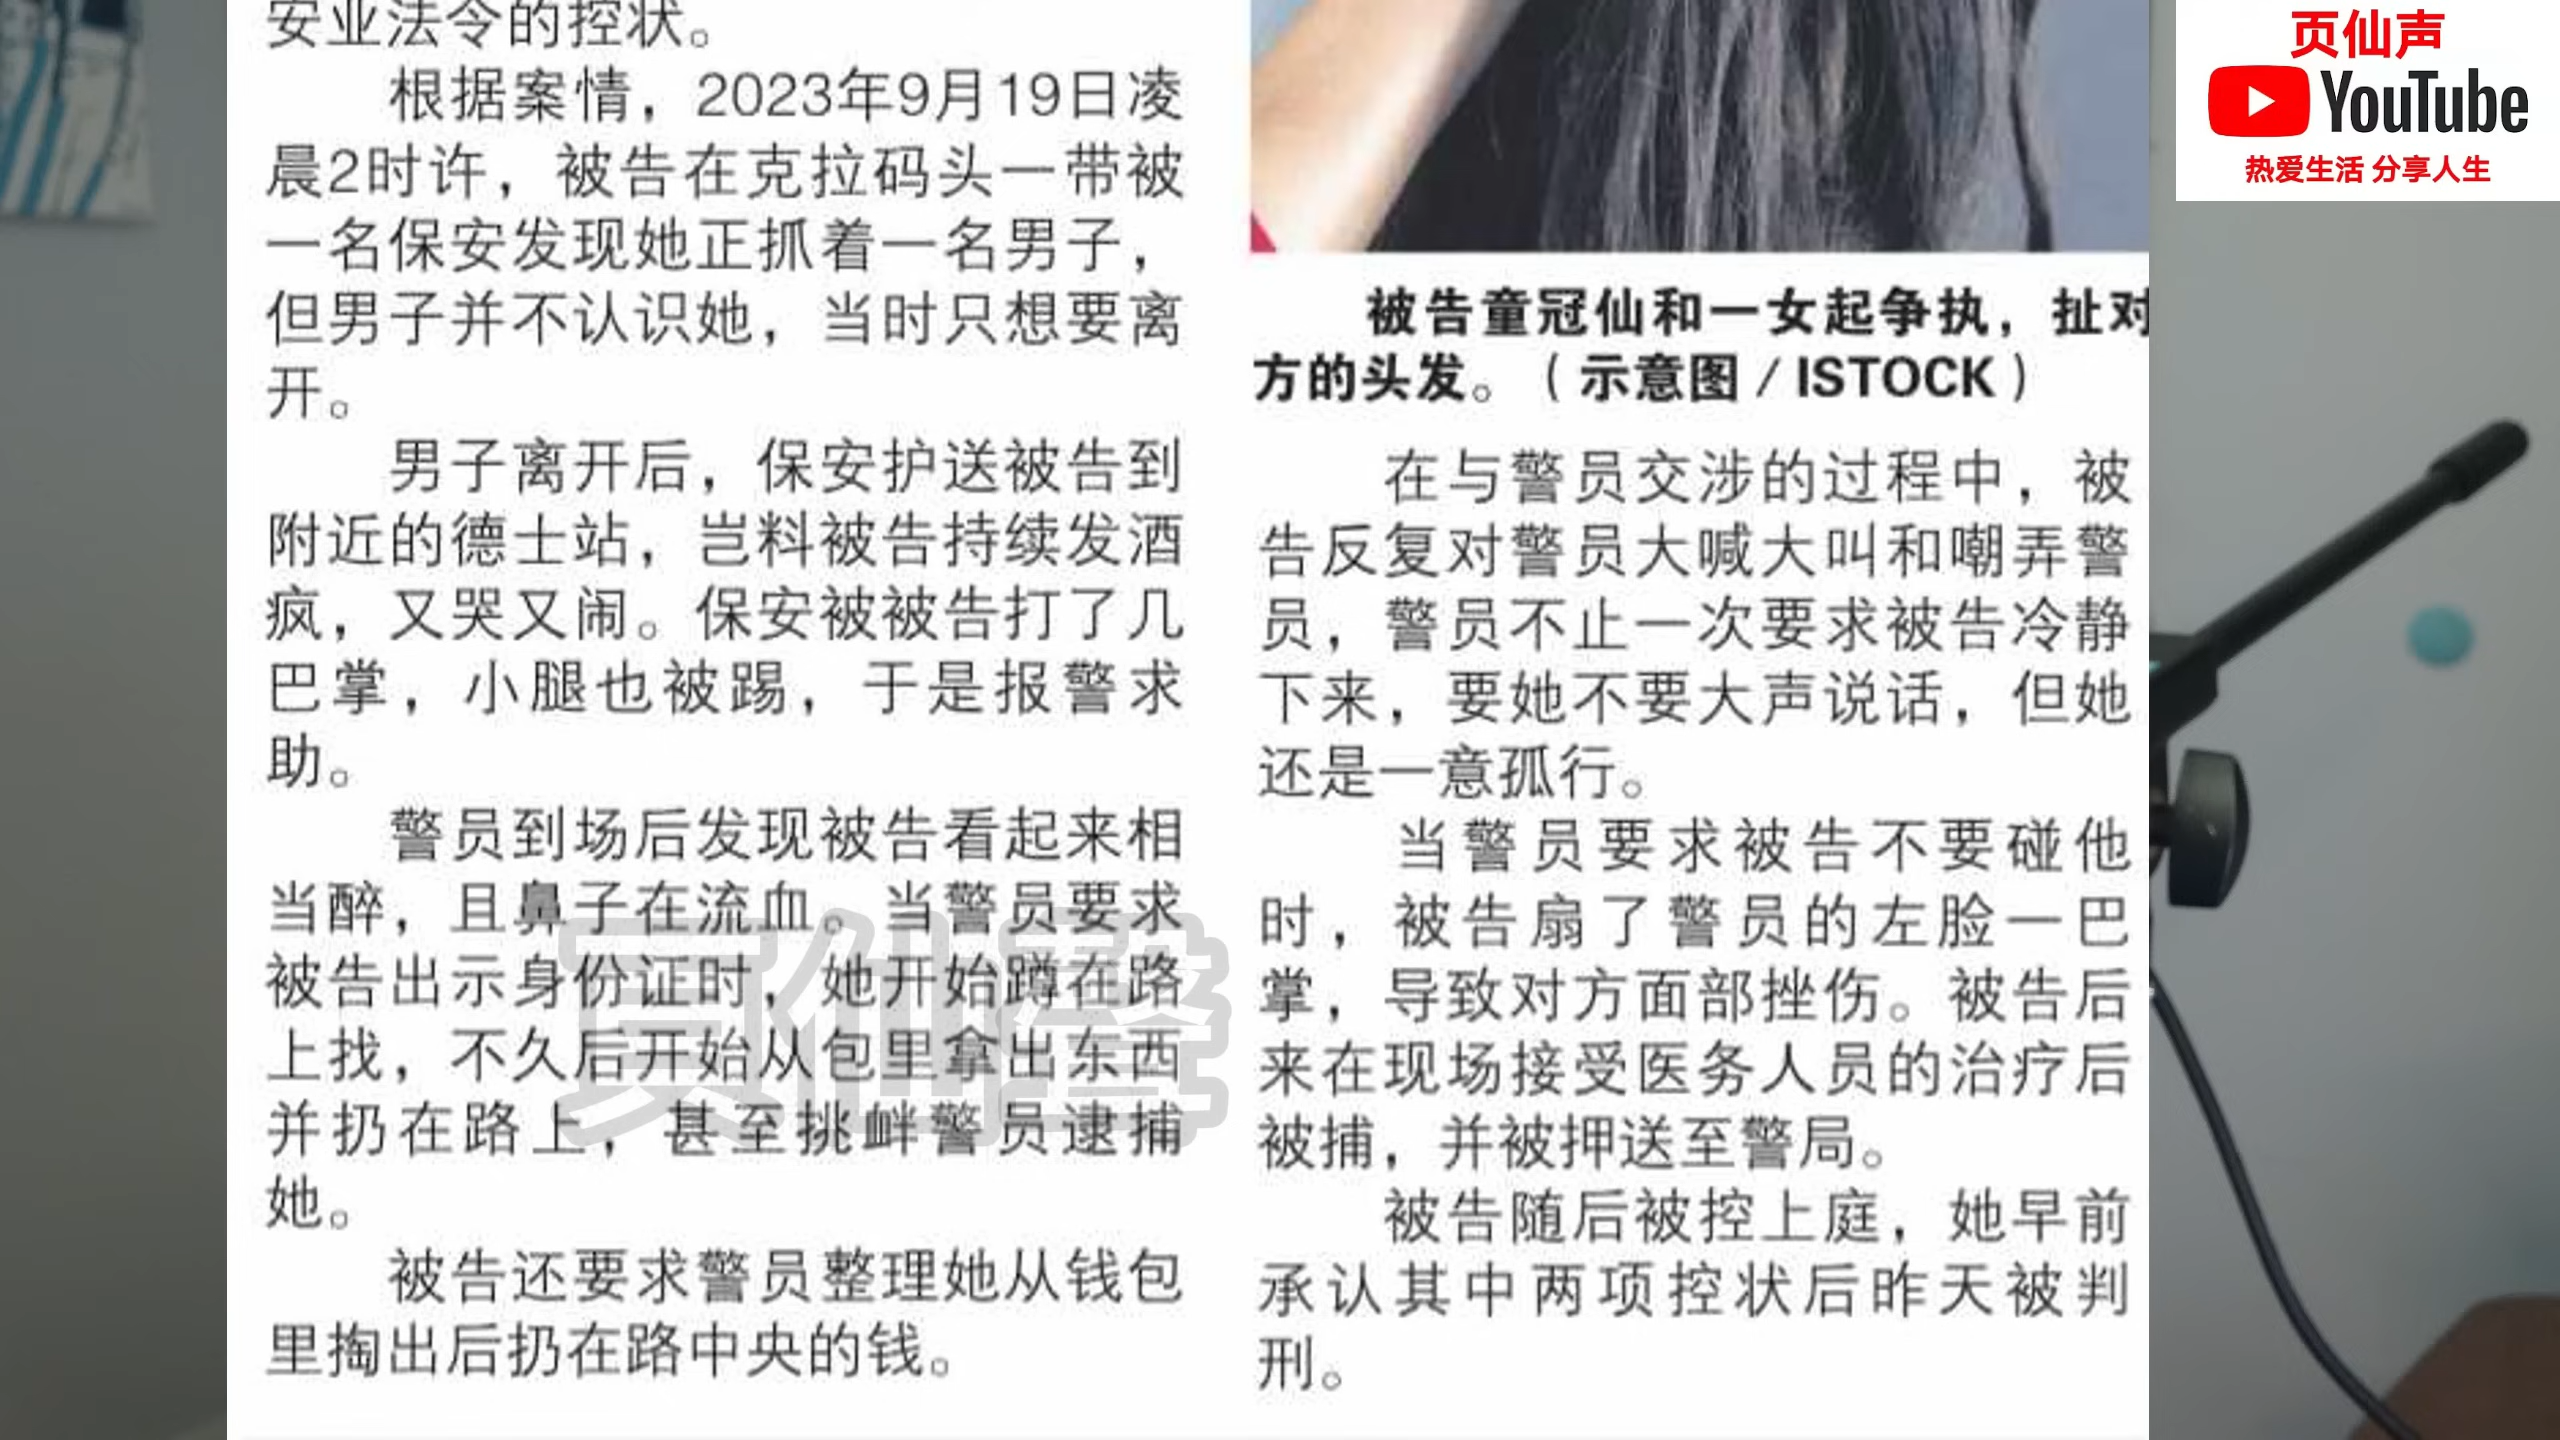 安业法令的控状。
根据案情，2023年9月19日凌
晨2时许，被告在克拉码头一带被
一名保安发现她正抓着一名男子，
但男子并不认识她，当时只想要离
开。
男子离开后，保安护送被告到
附近的德士站，岂料被告持续发酒
疯，又哭又闹。保安被被告打了几
巴掌，小腿也被踢，于是报警求
助。
警员到场后发现被告看起来相
当醉，且鼻子在流血。当警员要求
被告出示身份证时，她开始蹲在路
上找，不久后开始从包里拿出东西
并扔在路上，甚至挑衅警员逮捕
她。
被告还要求警员整理她从钱包
里掏出后扔在路中央的钱。
被告童冠仙和一女起争执，扯对
方的头发。（示意图/ISTOCK）
在与警员交涉的过程中，被
告反复对警员大喊大叫和嘲弄警
员，警员不止一次要求被告冷静
下来，要她不要大声说话，但她
还是一意孤行。
当警员要求被告不要碰他
时，被告扇了警员的左脸一巴
掌，导致对方面部挫伤。被告后
来在现场接受医务人员的治疗后
被捕，并被押送至警局。
被告随后被控上庭，她早前
承认其中两项控状后昨天被判
刑。
页仙声
YouTube
热爱生活 分享人生
頁仙聲